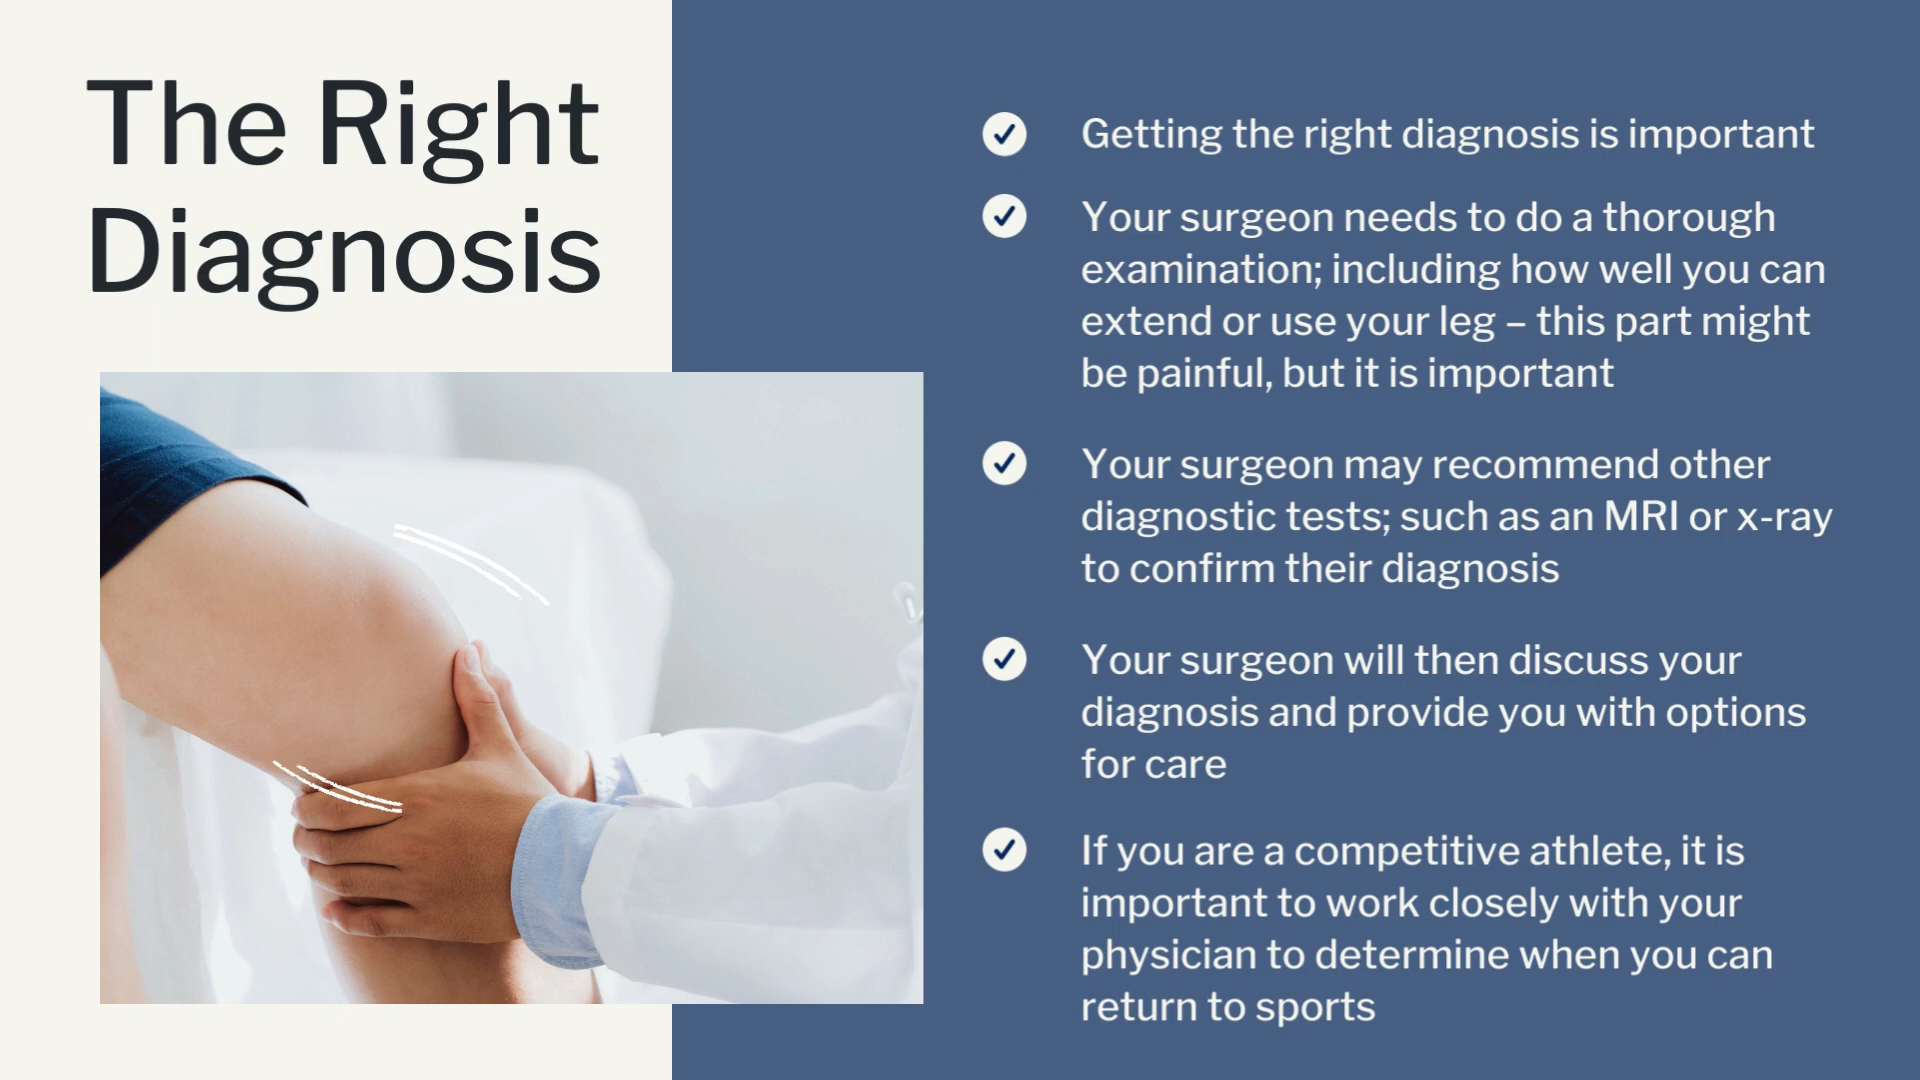 The Right
Diagnosis
Getting the right diagnosis is important
Your surgeon needs to do a thorough
examination; including how well you can
extend or use your leg – this part might
be painful, but it is important
Your surgeon may recommend other
diagnostic tests; such as an MRI or x-ray
to confirm their diagnosis
Your surgeon will then discuss your
diagnosis and provide you with options
for care
If you are a competitive athlete, it is
important to work closely with your
physician to determine when you can
return to sports